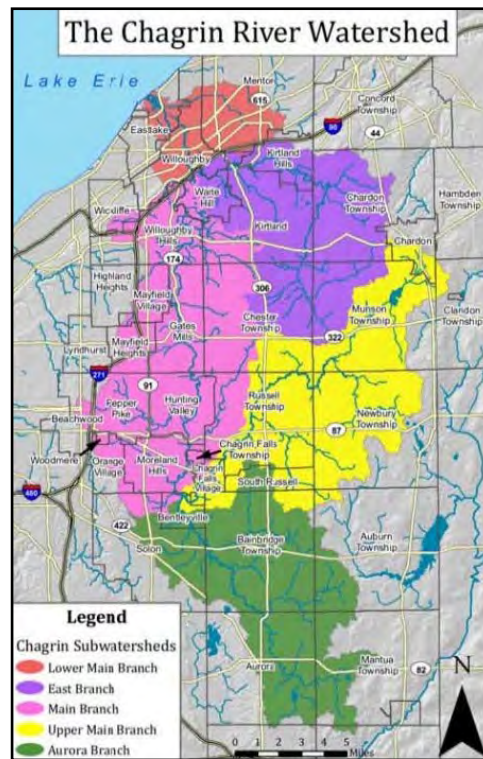 The Chagrin River Watershed
Lake Erie
Mentor
615
Concord
Township
90
44
Eastlake
Willoughby
Kirtland
Hills
Waite
Hill
Hambden
Township
Chardon
Township
Wickliffe
Kirtland
Willoughby
Hills
Chardon
174
Highland
Heights
306
Mayfield
Village
Munson
Township
Claridon
Township
Chester
Township
Gates
Mills
322
Mayfield
Heights
Lyndhurst
271
91
Hunting
Valley
Russell
Township
Pepper
Pike
Newbury
Township
Beachwood
87
Chagrin Falls
Township
Woodmere
Orange
Village
Moreland
Hills
Chagrin
Falls
Village
South Russell
480
Bentleyville
422
Auburn
Township
Solon
Bainbridge
Township
Legend
Chagrin Subwatersheds
Lower Main Branch
East Branch
Main Branch
Upper Main Branch
Aurora Branch
Aurora
Mantua
Township
82
N
0 1 2 3 4 5
Miles